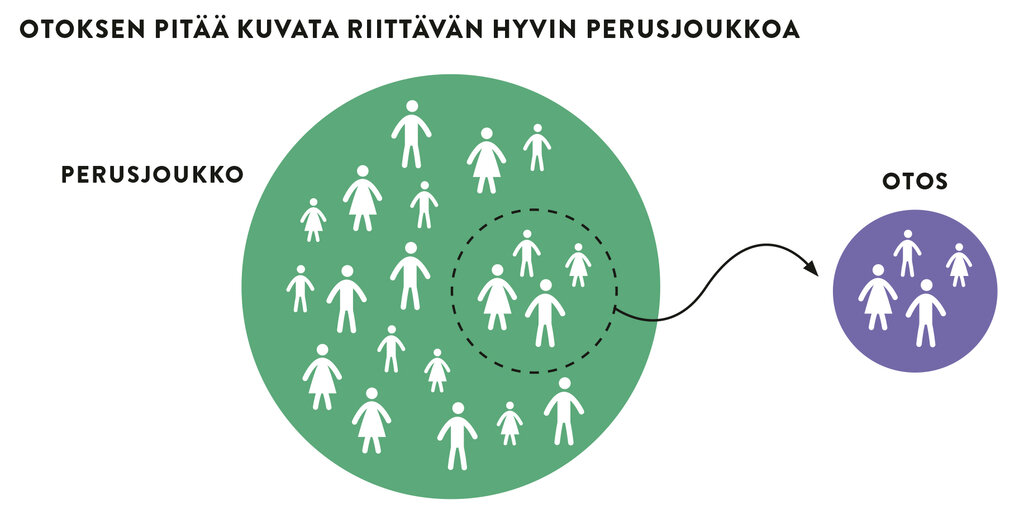 OTOKSEN PITÄÄ KUVATA RIITTÄVÄN HYVIN PERUSJOUKKOA
PERUSJOUKKO
OTOS